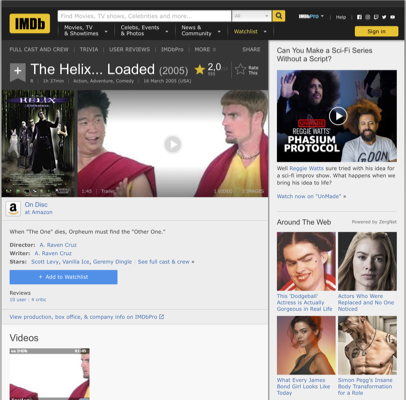 IMDb
Find Movies, TV shows, Celebrities and more...
All
IMDbPro
Help
Movies, TV
& Showtimes
Celebs, Events
& Photos
News &
Community
Watchlist
Sign in
FULL CAST AND CREW | TRIVIA | USER REVIEWS | IMDbPro | MORE
SHARE
The Helix... Loaded (2005)
2,0
Rate
This
R | 1h 37min | Action, Adventure, Comedy | 16 March 2005 (USA)
HELIX
1:45 Trailer
1 VIDEO
On Disc
at Amazon
When "The One" dies, Orpheum must find the "Other One."
Director: A. Raven Cruz
Writer: A. Raven Cruz
Stars: Scott Levy, Vanilla Ice, Geremy Dingle | See full cast & crew »
+ Add to Watchlist
Reviews
10 user | 4 critic
View production, box office, & company info on IMDbPro
Videos
Can You Make a Sci-Fi Series
Without a Script?
REGGIE WATTS'
PHASIUM
PROTOCOL
Well Reggie Watts sure tried with his idea for
a sci-fi improv show. What happens when we
bring his idea to life?
Watch now on "UnMade" »
Around The Web
Powered by ZergNet
This 'Dodgeball'
Actress is Actually
Gorgeous in Real Life
Actors Who Were
Replaced and No One
Noticed
What Every James
Bond Girl Looks Like
Today
Simon Pegg's Insane
Body Transformation
for a Role